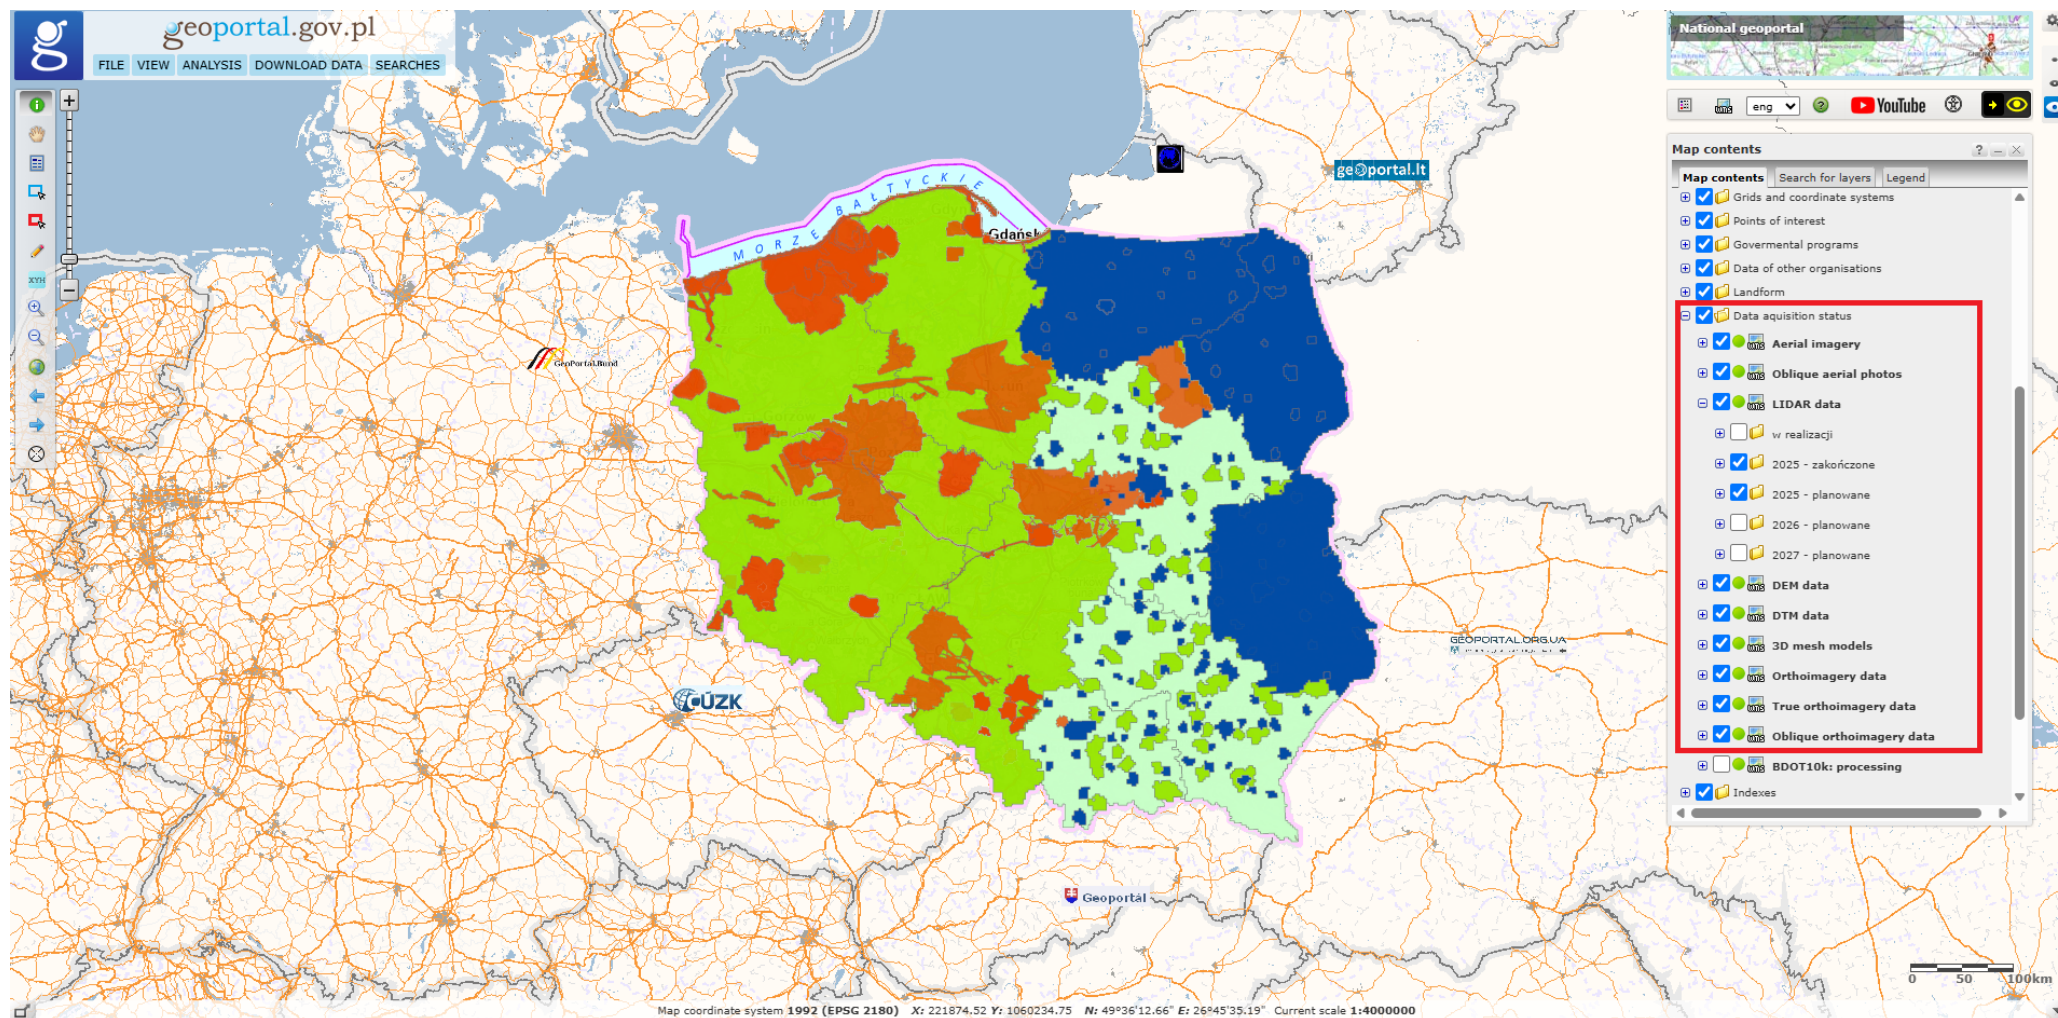 geoportal.gov.pl
FILE VIEW ANALYSIS DOWNLOAD DATA SEARCHES
National geoportal
eng
YouTube
Map contents
Map contents Search for layers Legend
Grids and coordinate systems
Points of interest
Govermental programs
Data of other organisations
Landform
Data aquisition status
Aerial imagery
Oblique aerial photos
LIDAR data
w realizacji
2025 - zakończone
2025 - planowane
2026 - planowane
2027 - planowane
DEM data
DTM data
3D mesh models
Orthoimagery data
True orthoimagery data
Oblique orthoimagery data
BDOT10k: processing
Indexes
XYH
MORZE BAŁTYCKIE
Gdańsk
geoportal.lt
GeoPortal.Bund
ČÚZK
GEOPORTAL.ORG.UA
Geoportál
0 50 100km
Map coordinate system 1992 (EPSG 2180) X: 221874.52 Y: 1060234.75 N: 49°36'12.66" E: 26°45'35.19" Current scale 1:4000000